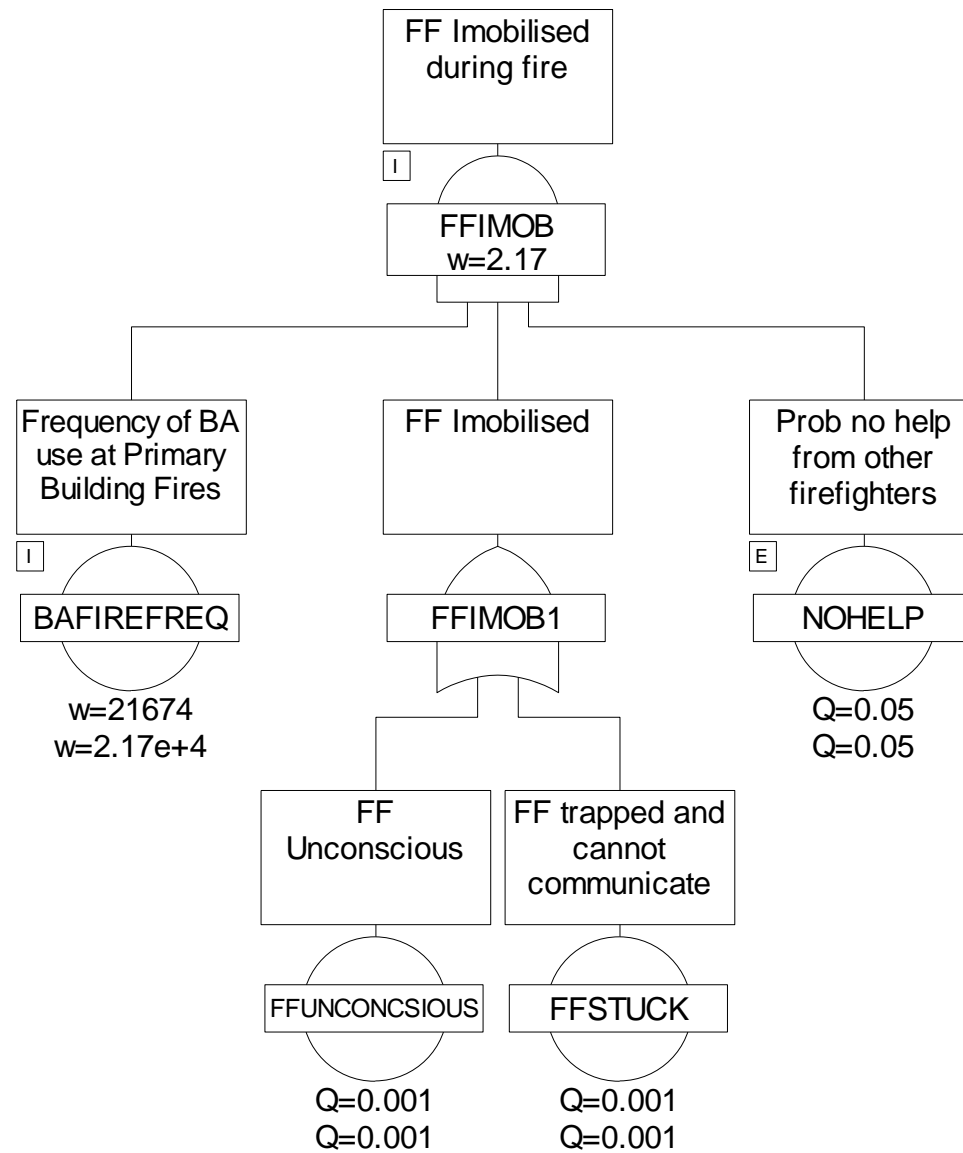 FF Imobilised
during fire
I
FFIMOB
w=2.17
Frequency of BA
use at Primary
Building Fires
I
BAFIREFREQ
w=21674
w=2.17e+4
FF Imobilised
FFIMOB1
Prob no help
from other
firefighters
E
NOHELP
Q=0.05
Q=0.05
FF
Unconscious
FFUNCONCSIOUS
Q=0.001
Q=0.001
FF trapped and
cannot
communicate
FFSTUCK
Q=0.001
Q=0.001